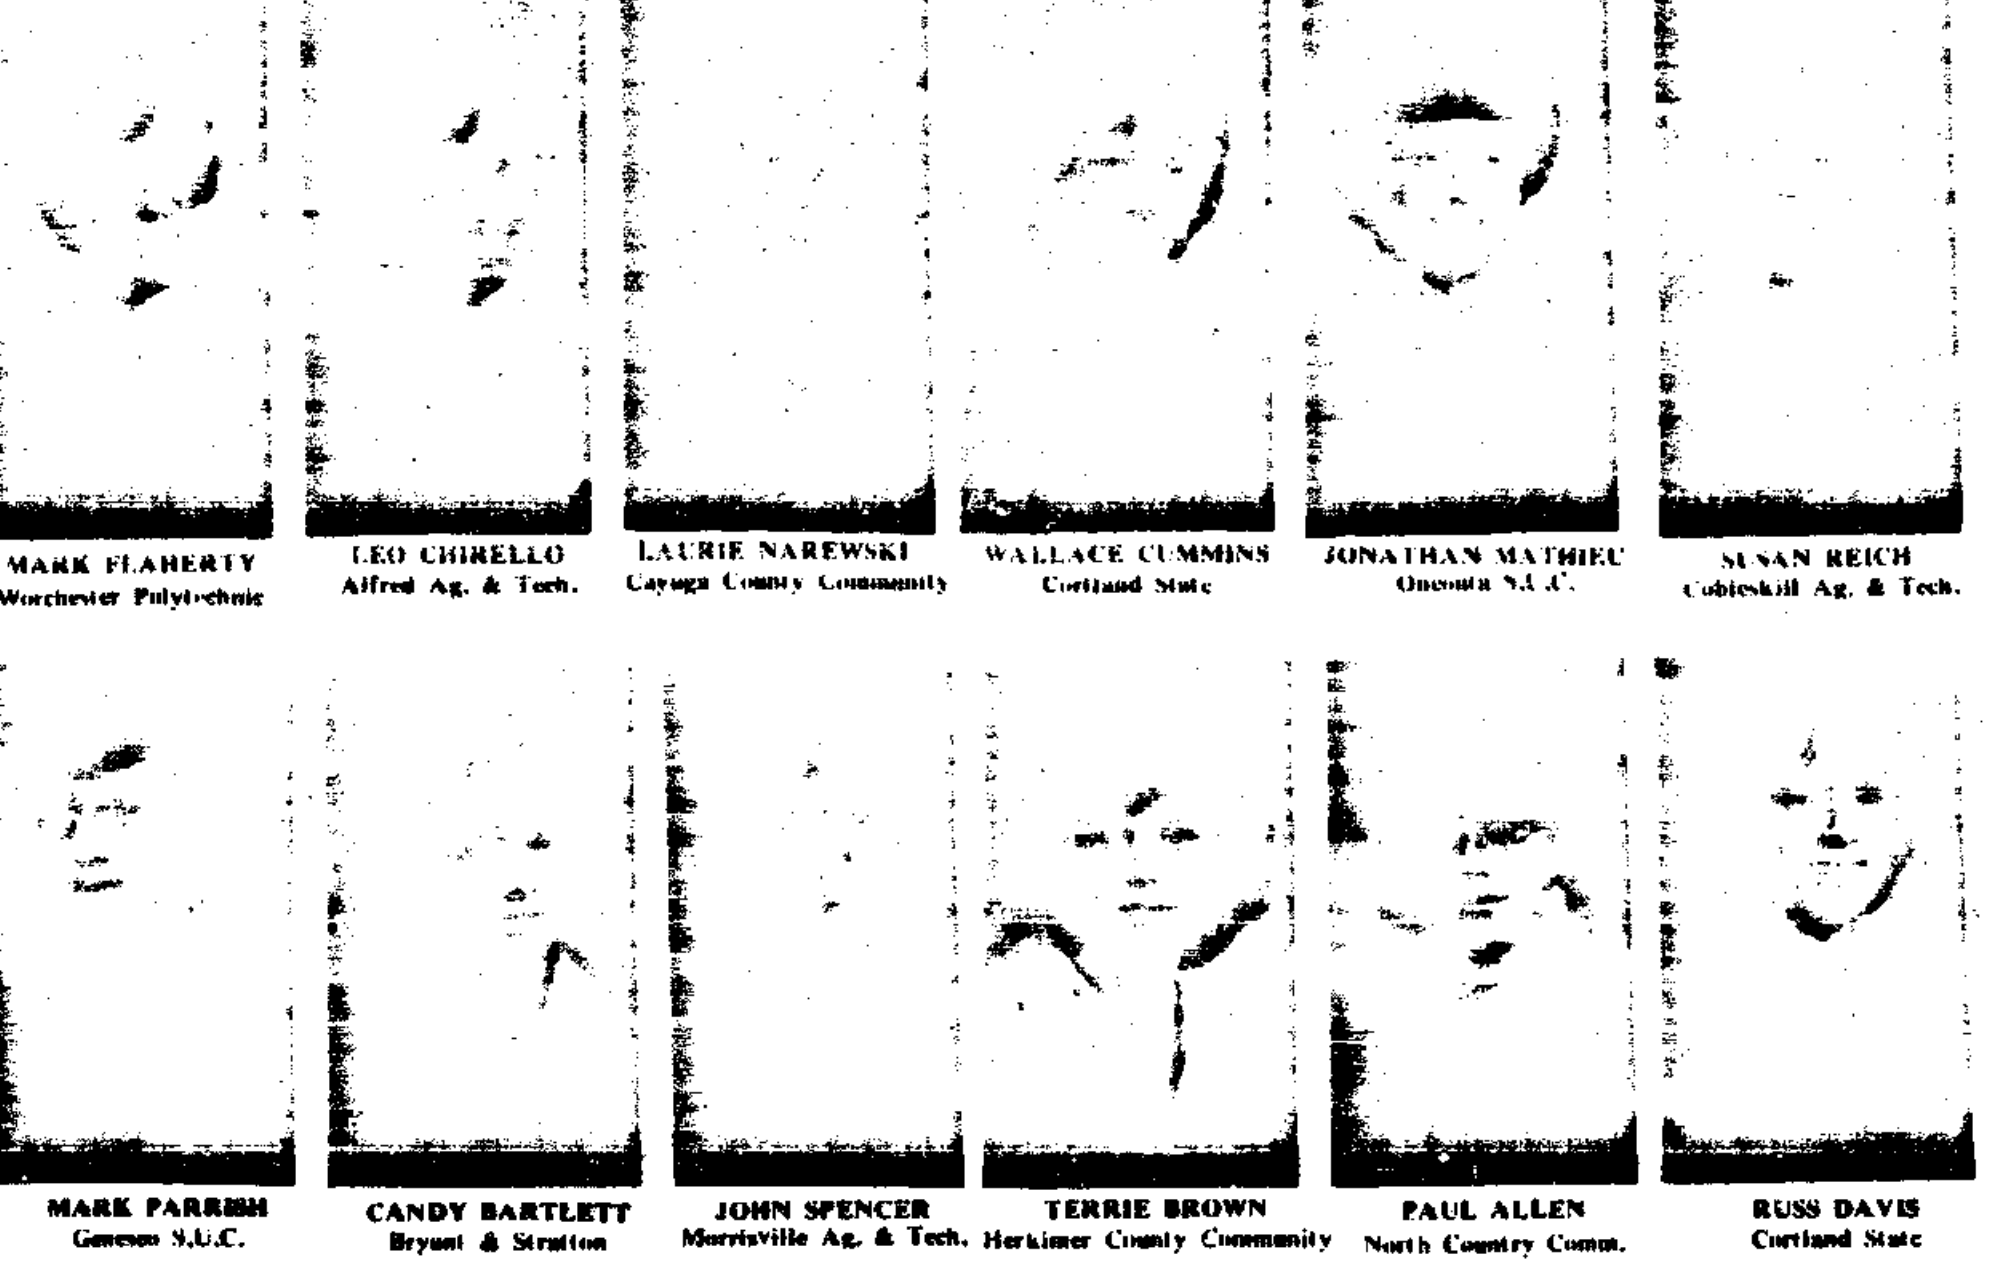 MARK FLAHERTY
Worchester Polytechnic
LEO CHIRELLO
Alfred Ag. & Tech.
LAURIE NAREWSKI
Cayuga County Community
WALLACE CUMMINS
Cortland State
JONATHAN MATHIEU
Oneonta S.U.C.
SUSAN REICH
Cobleskill Ag. & Tech.
MARK PARRISH
Geneseo S.U.C.
CANDY BARTLETT
Bryant & Stratton
JOHN SPENCER
Morrisville Ag. & Tech.
TERRIE BROWN
Herkimer County Community
PAUL ALLEN
North Country Comm.
RUSS DAVIS
Cortland State